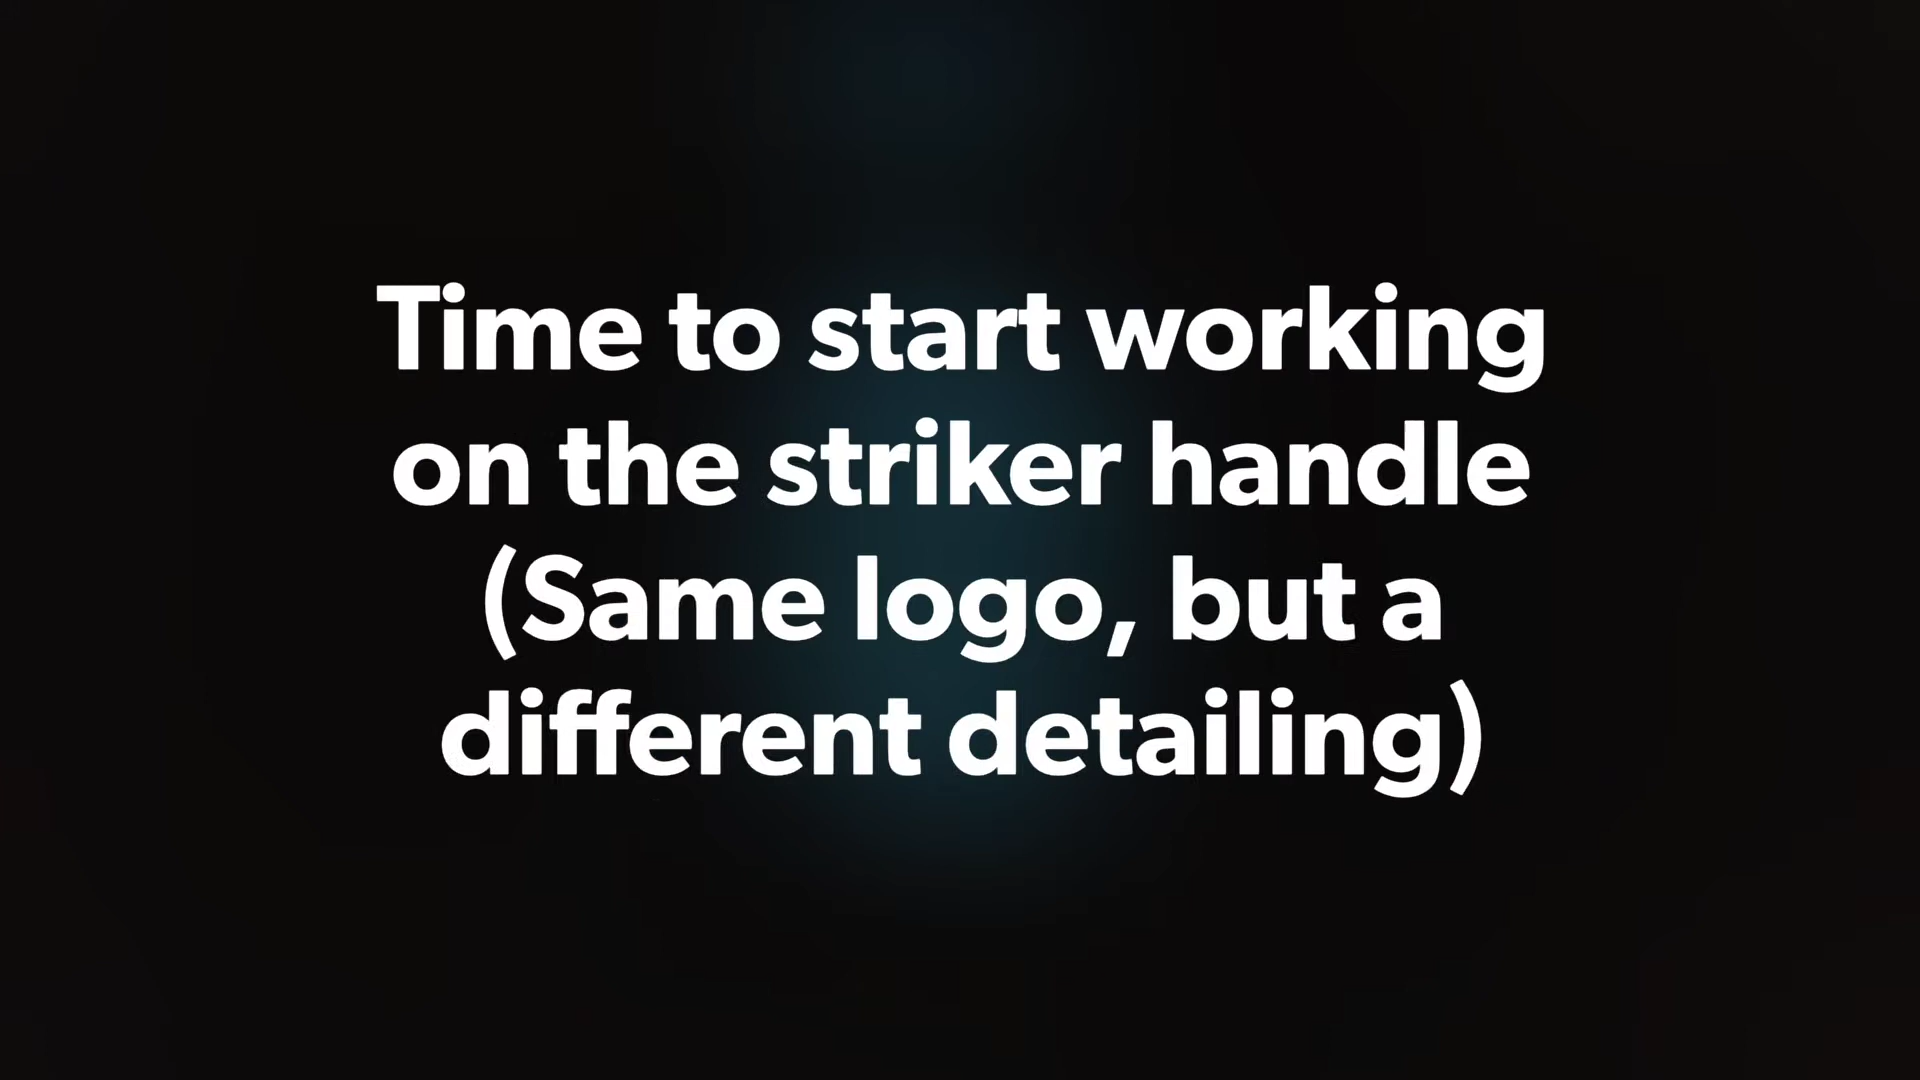 Time to start working
on the striker handle
(Same logo, but a
different detailing)